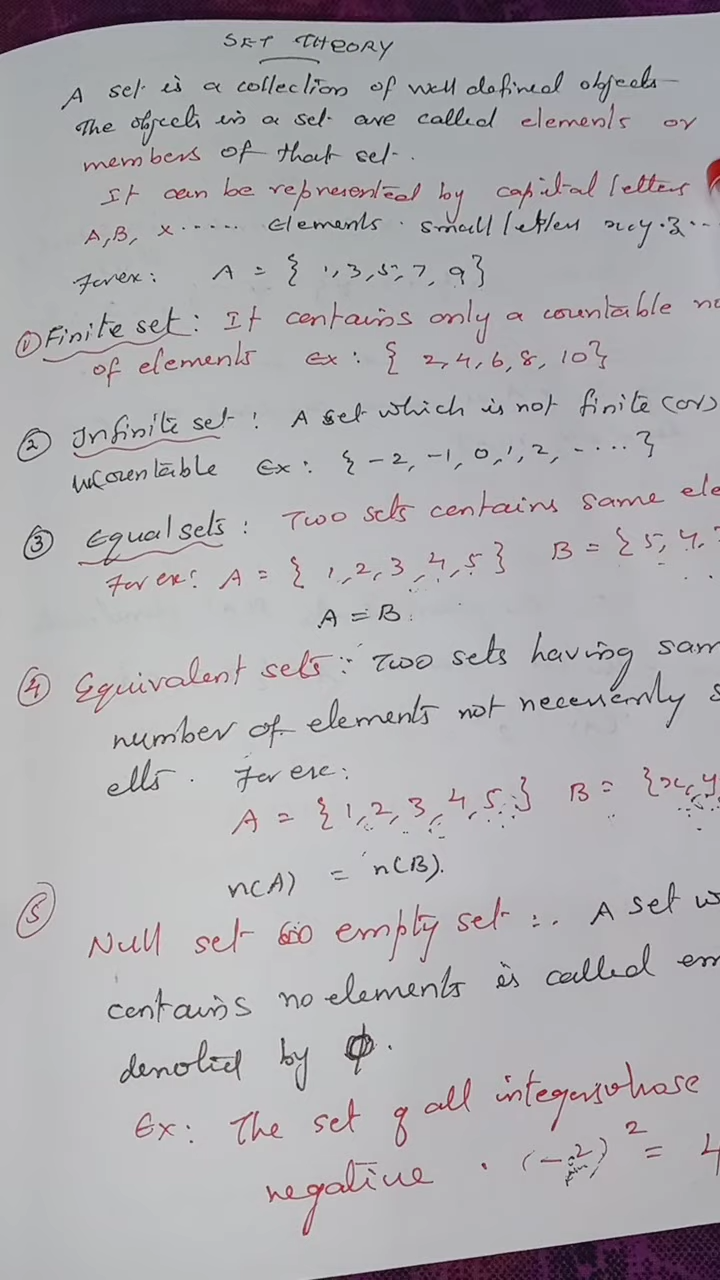 SET THEORY
A set is a collection of well defined objects
The objects in a set are called elements or
members of that set.
It can be represented by capital letters
A, B, X ..... Elements. small letters x, y, z ..
For ex: A = { 1, 3, 5, 7, 9 }
① Finite set: It contains only a countable no
of elements Ex: { 2, 4, 6, 8, 10 }
② Infinite set: A set which is not finite (or)
uncountable Ex: { -2, -1, 0, 1, 2, ..... }
③ Equal sets: Two sets contains same ele
For ex: A = { 1, 2, 3, 4, 5 } B = { 5, 4,
A = B.
④ Equivalent sets: Two sets having sam
number of elements not necessarily s
ells. For ex:
A = { 1, 2, 3, 4, 5 } B = { x, y
n(A) = n(B).
⑤
Null set empty set :. A set w
contains no elements is called em
denoted by ϕ.
Ex: The set of all integers whose
negative. (-2)² = 4